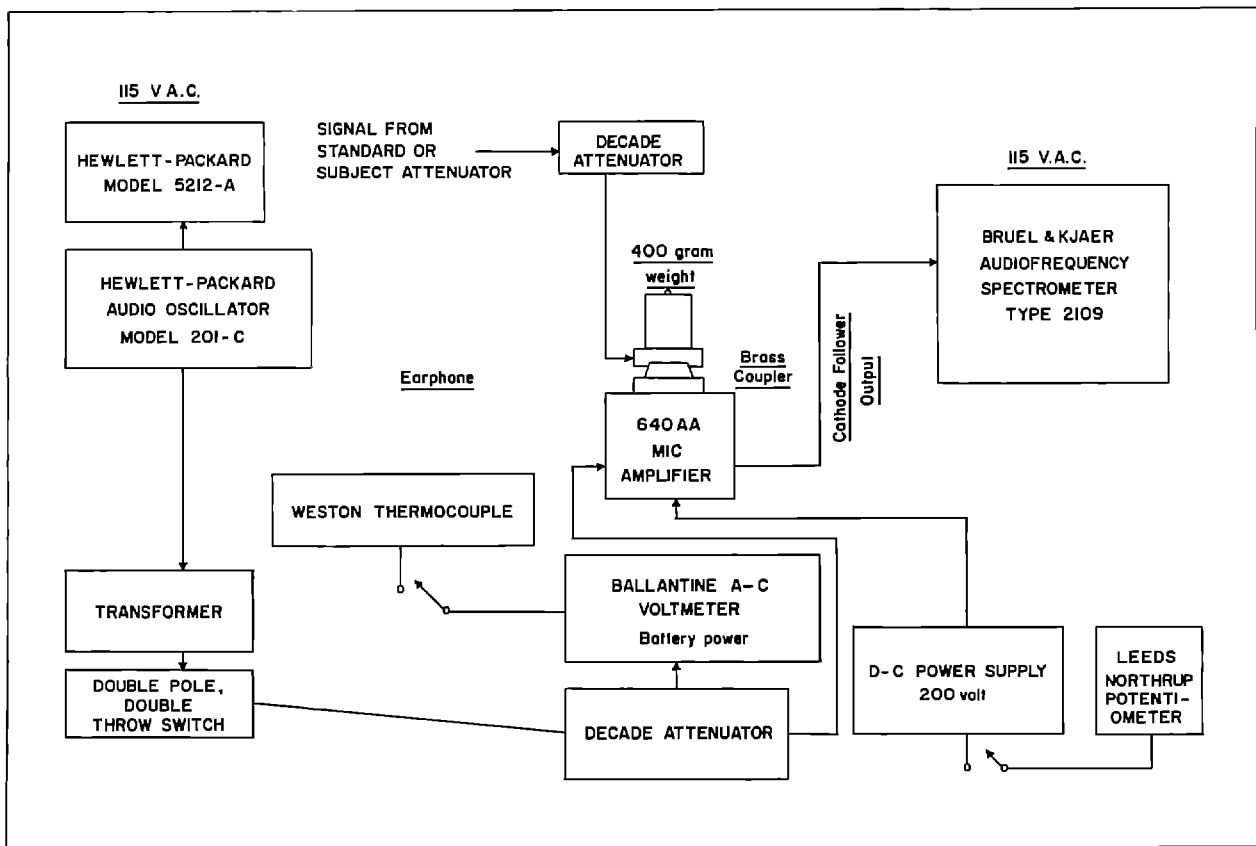 115 V A.C.
HEWLETT-PACKARD
MODEL 5212-A
HEWLETT-PACKARD
AUDIO OSCILLATOR
MODEL 201-C
SIGNAL FROM
STANDARD OR
SUBJECT ATTENUATOR
DECADE
ATTENUATOR
115 V.A.C.
BRUEL & KJAER
AUDIOFREQUENCY
SPECTROMETER
TYPE 2109
400 gram
weight
Earphone
Brass
Coupler
Cathode Follower
Output
640AA
MIC
AMPLIFIER
WESTON THERMOCOUPLE
TRANSFORMER
DOUBLE POLE,
DOUBLE
THROW SWITCH
BALLANTINE A-C
VOLTMETER
Battery power
DECADE ATTENUATOR
D-C POWER SUPPLY
200 volt
LEEDS
NORTHRUP
POTENTI-
OMETER